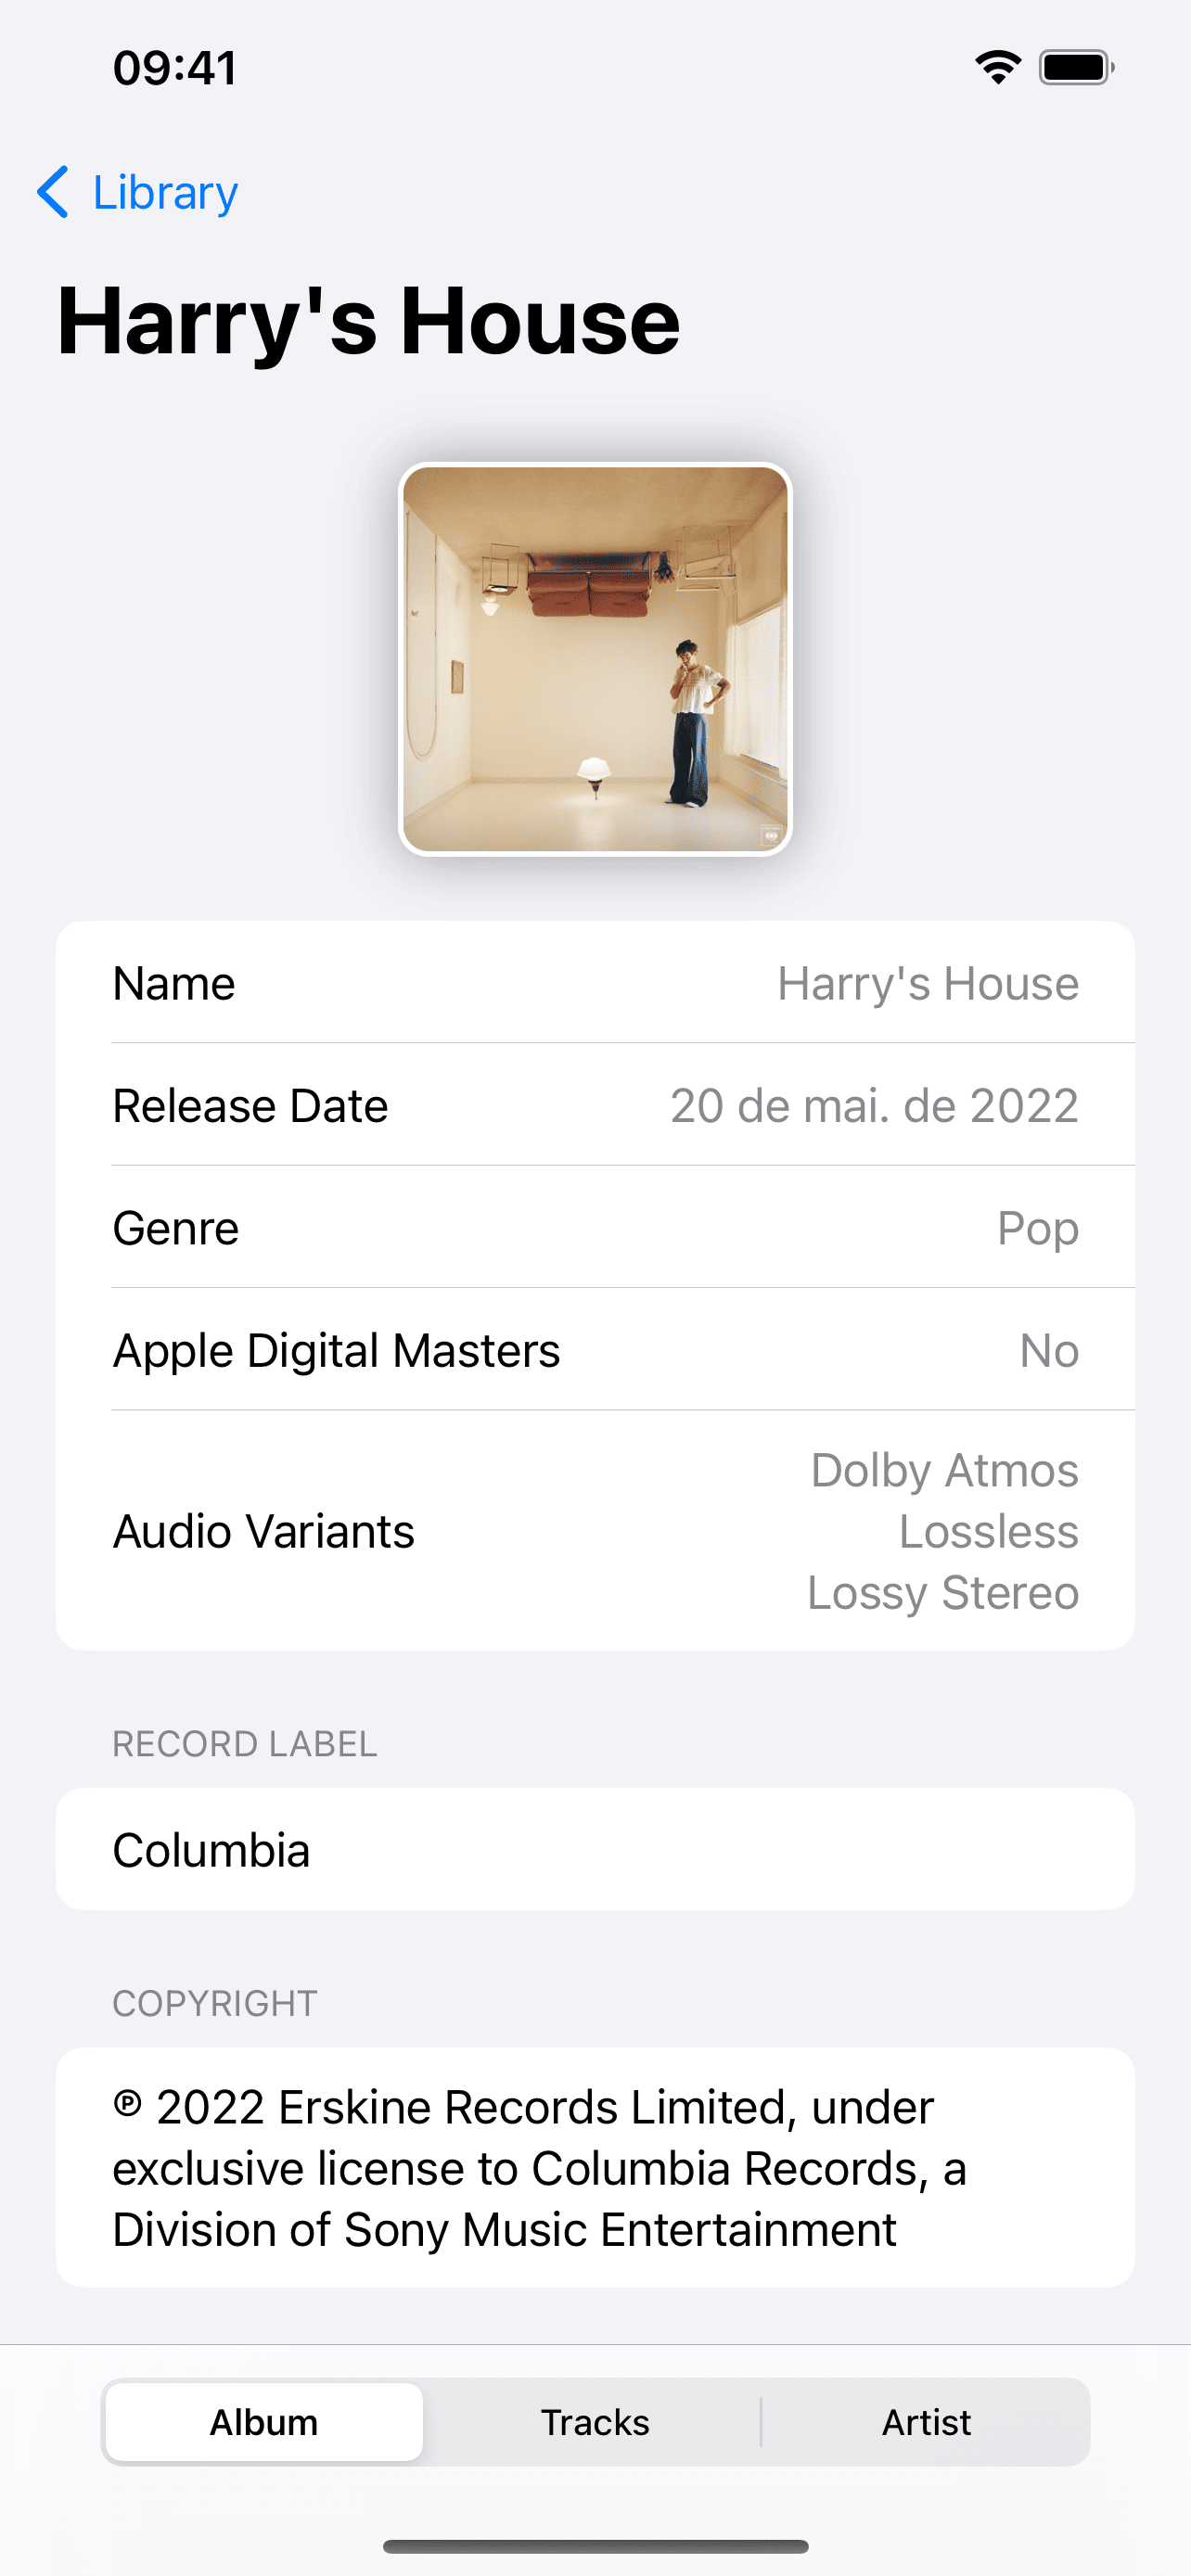 09:41
Library
Harry's House
Name
Harry's House
Release Date
20 de mai. de 2022
Genre
Pop
Apple Digital Masters
No
Audio Variants
Dolby Atmos
Lossless
Lossy Stereo
RECORD LABEL
Columbia
COPYRIGHT
℗ 2022 Erskine Records Limited, under
exclusive license to Columbia Records, a
Division of Sony Music Entertainment
Album
Tracks
Artist